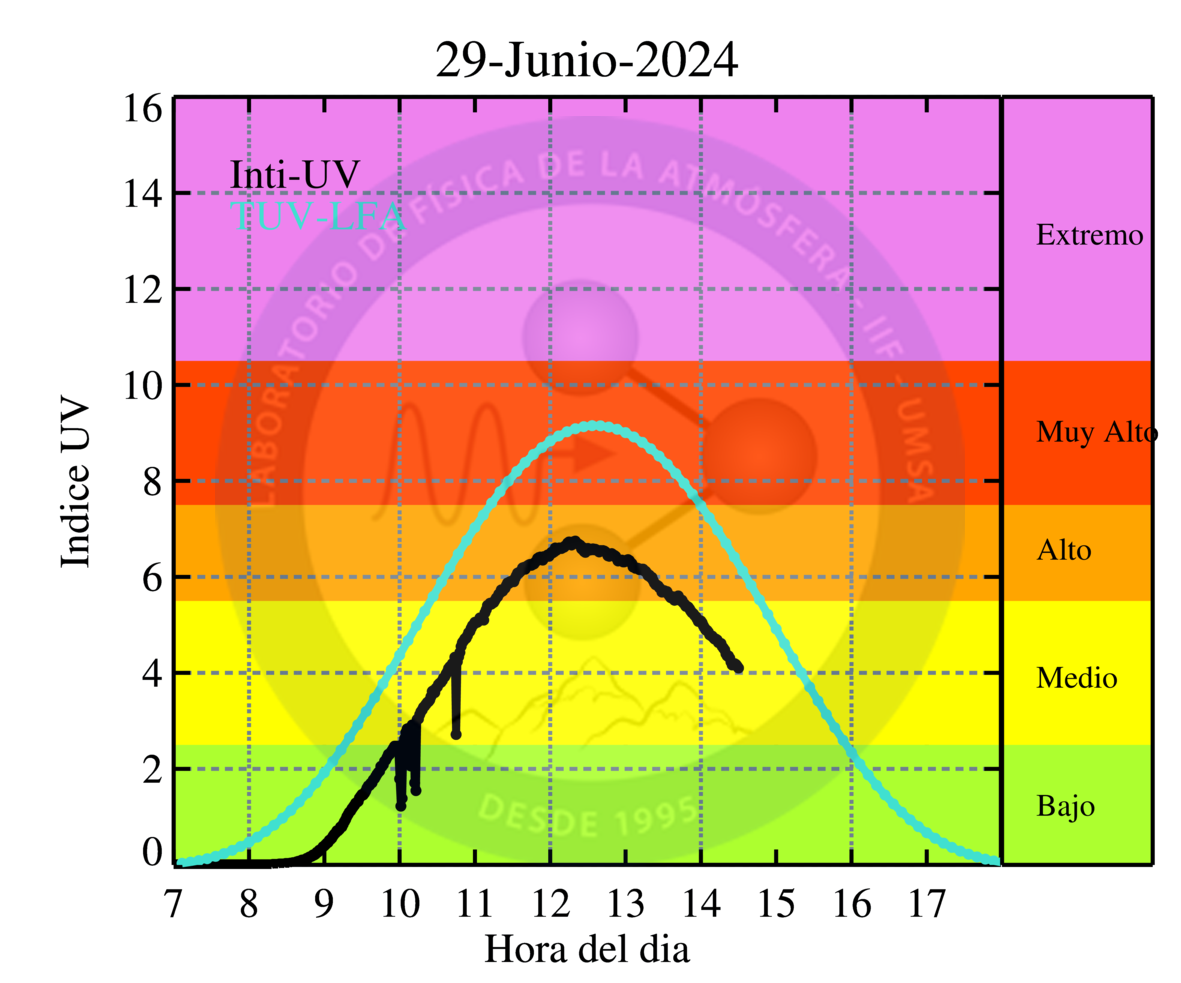 29-Junio-2024
Inti-UV
TUV-LFA
LABORATORIO DE FÍSICA DE LA ATMÓSFERA - IIF - UMSA
DESDE 1995
Indice UV
16
14
12
10
8
6
4
2
0
Extremo
Muy Alto
Alto
Medio
Bajo
7 8 9 10 11 12 13 14 15 16 17
Hora del dia